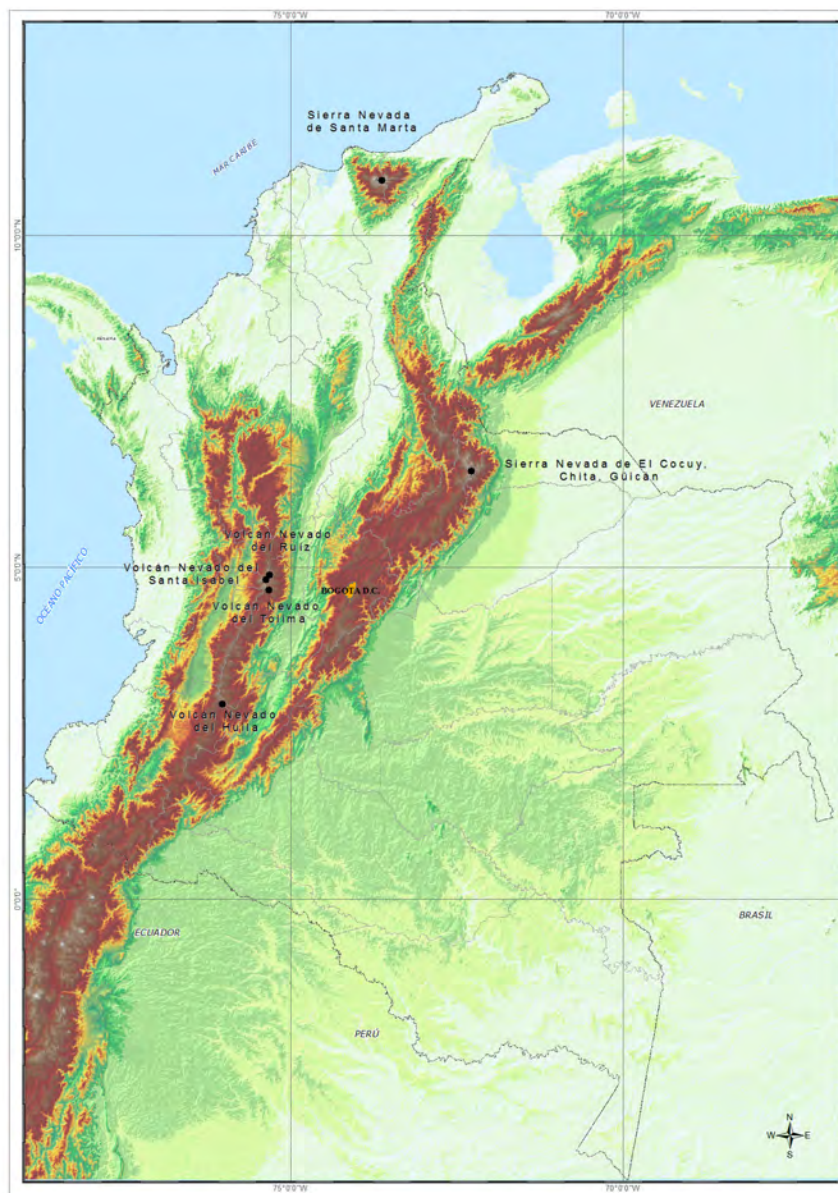 75°0'0"W
70°0'0"W
Sierra Nevada
de Santa Marta
MAR CARIBE
10°0'0"N
PANAMÁ
VENEZUELA
Sierra Nevada de El Cocuy,
Chita, Güicán
Volcán Nevado
del Ruiz
Volcán Nevado del
Santa Isabel
5°0'0"N
OCEANO PACÍFICO
BOGOTÁ D.C.
Volcán Nevado
del Tolima
Volcán Nevado
del Huila
0°0'0"
ECUADOR
BRASIL
PERÚ
N
W
E
S
75°0'0"W
70°0'0"W